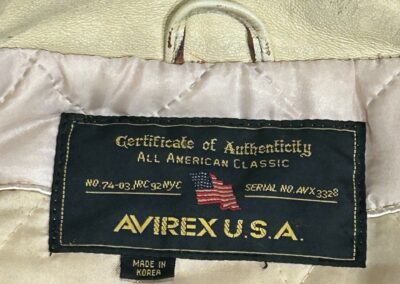 Certificate of Authenticity
ALL AMERICAN CLASSIC
NO. 74-03.NRC 92 NYC
SERIAL NO. AVX 3328
AVIREX U.S.A.
MADE IN
KOREA